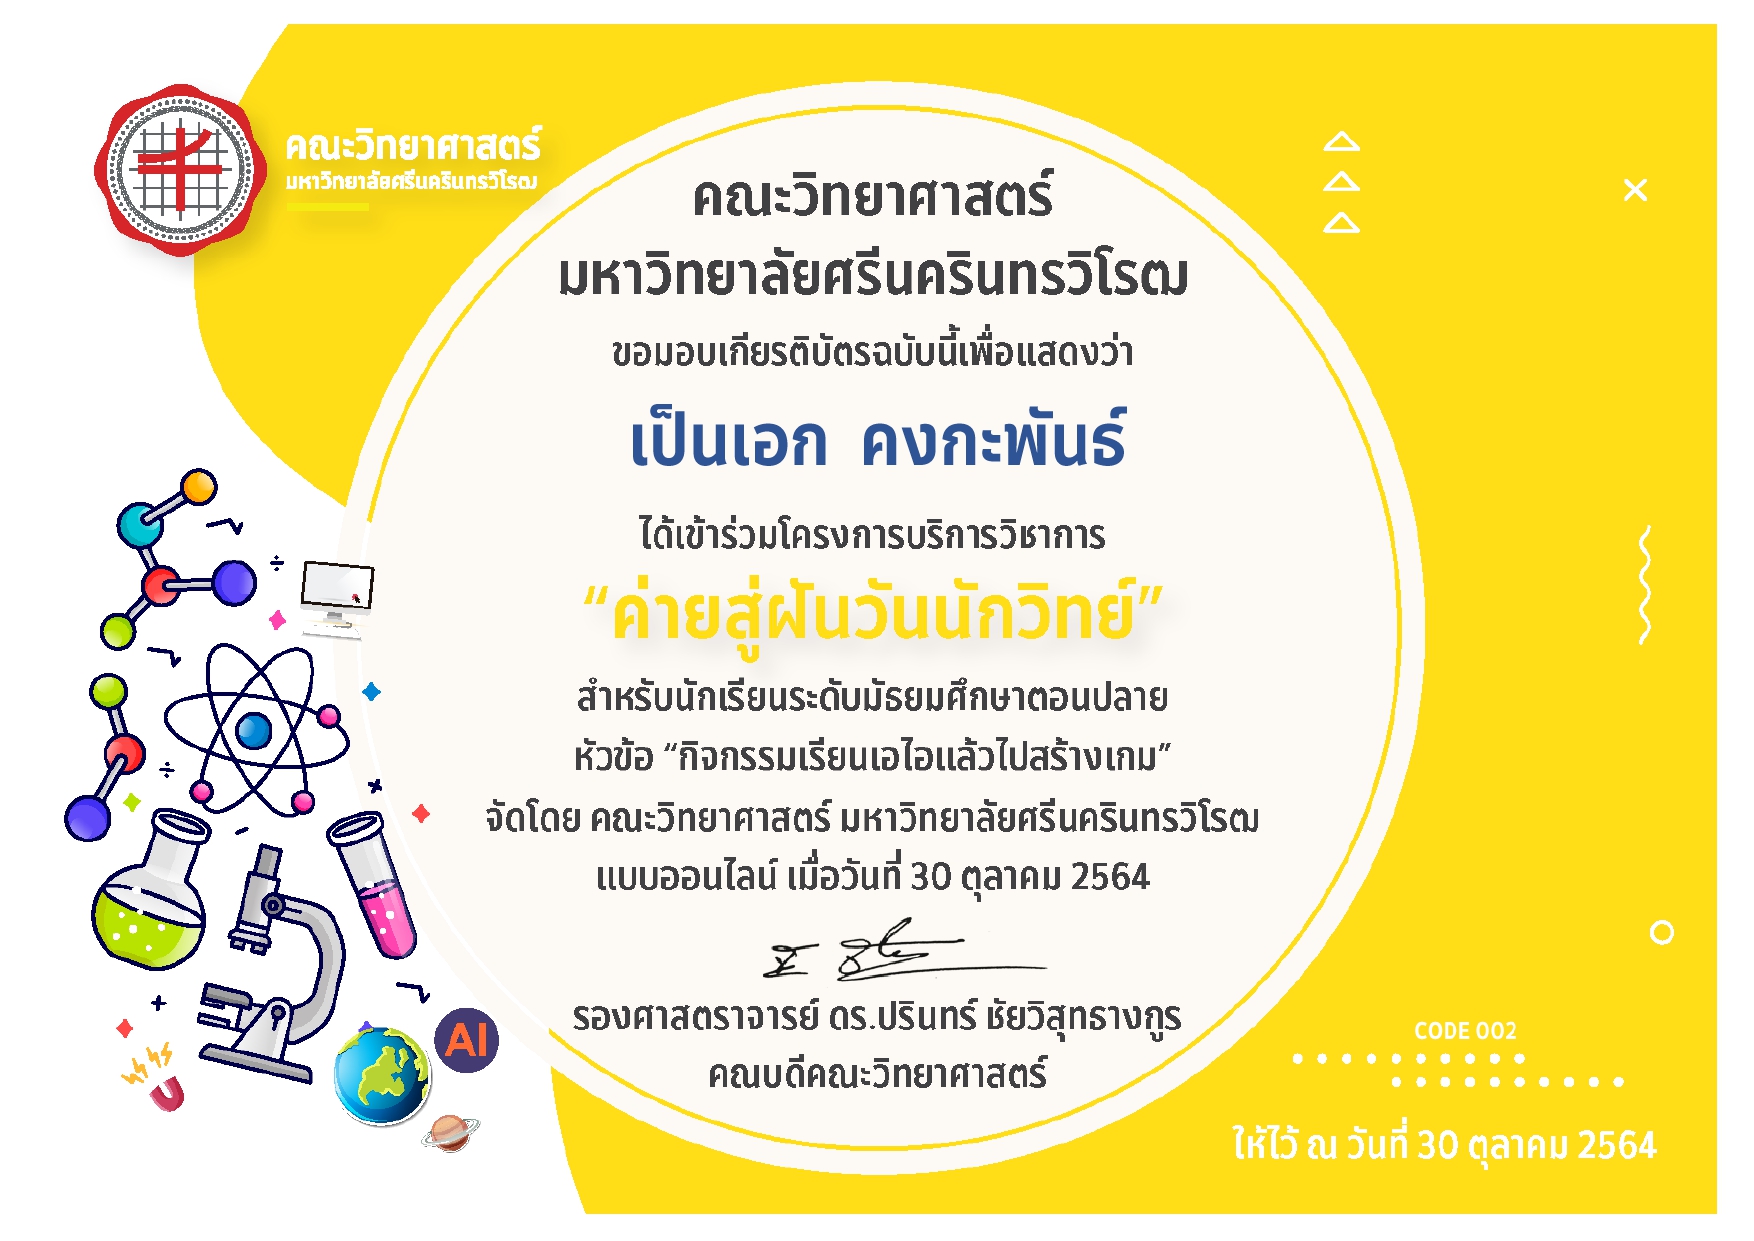 คณะวิทยาศาสตร์
มหาวิทยาลัยศรีนครินทรวิโรฒ
คณะวิทยาศาสตร์
มหาวิทยาลัยศรีนครินทรวิโรฒ
ขอมอบเกียรติบัตรฉบับนี้เพื่อแสดงว่า
เป็นเอก คงกะพันธ์
ได้เข้าร่วมโครงการบริการวิชาการ
“ค่ายสู่ฝันวันนักวิทย์”
สำหรับนักเรียนระดับมัธยมศึกษาตอนปลาย
หัวข้อ “กิจกรรมเรียนเอไอแล้วไปสร้างเกม”
จัดโดย คณะวิทยาศาสตร์ มหาวิทยาลัยศรีนครินทรวิโรฒ
แบบออนไลน์ เมื่อวันที่ 30 ตุลาคม 2564
รองศาสตราจารย์ ดร.ปรินทร์ ชัยวิสุทธางกูร
คณบดีคณะวิทยาศาสตร์
AI
CODE 002
ให้ไว้ ณ วันที่ 30 ตุลาคม 2564